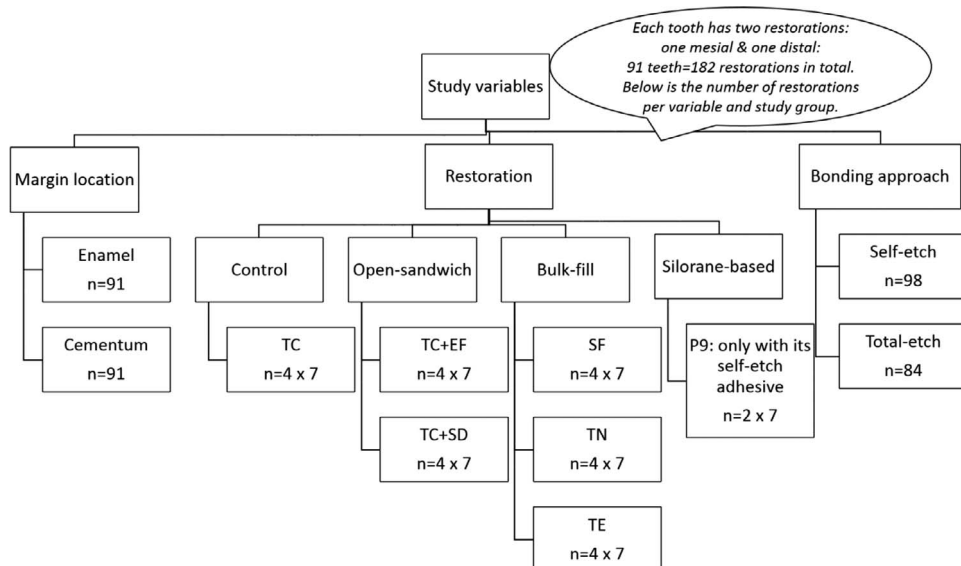 Each tooth has two restorations:
one mesial & one distal:
91 teeth=182 restorations in total.
Below is the number of restorations
per variable and study group.
Study variables
Margin location
Restoration
Bonding approach
Enamel
n=91
Cementum
n=91
Control
Open-sandwich
Bulk-fill
Silorane-based
TC
n=4 x 7
TC+EF
n=4 x 7
TC+SD
n=4 x 7
SF
n=4 x 7
TN
n=4 x 7
TE
n=4 x 7
P9: only with its
self-etch
adhesive
n=2 x 7
Self-etch
n=98
Total-etch
n=84